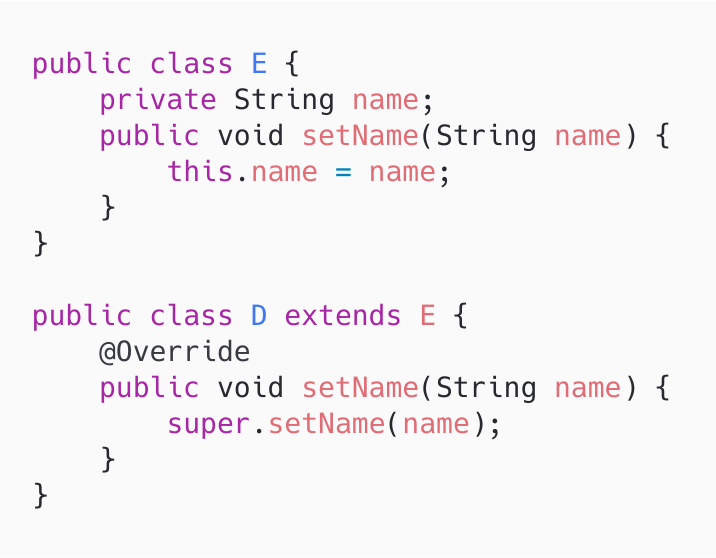 public class E {
    private String name;
    public void setName(String name) {
        this.name = name;
    }
}

public class D extends E {
    @Override
    public void setName(String name) {
        super.setName(name);
    }
}